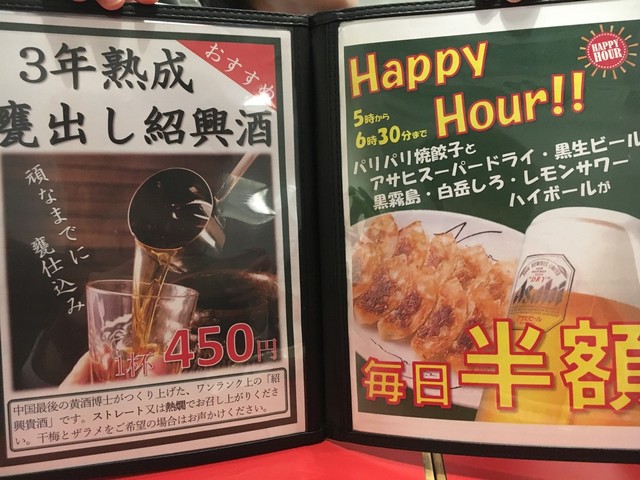 おすすめ
3年熟成
甕出し紹興酒
頑なまでに
甕仕込み
1杯 450円
中国最後の黄酒博士がつくり上げた、ワンランク上の「紹
興貴酒」です。ストレート又は熱燗でお召し上がりくださ
い。干梅とザラメをご希望の場合はお声かけください。
HAPPY
HOUR
Happy
Hour!!
5時から
6時30分まで
パリパリ焼餃子と
アサヒスーパードライ・黒生ビール
黒霧島・白岳しろ・レモンサワー
ハイボールが
DRY
Asahi
毎日半額